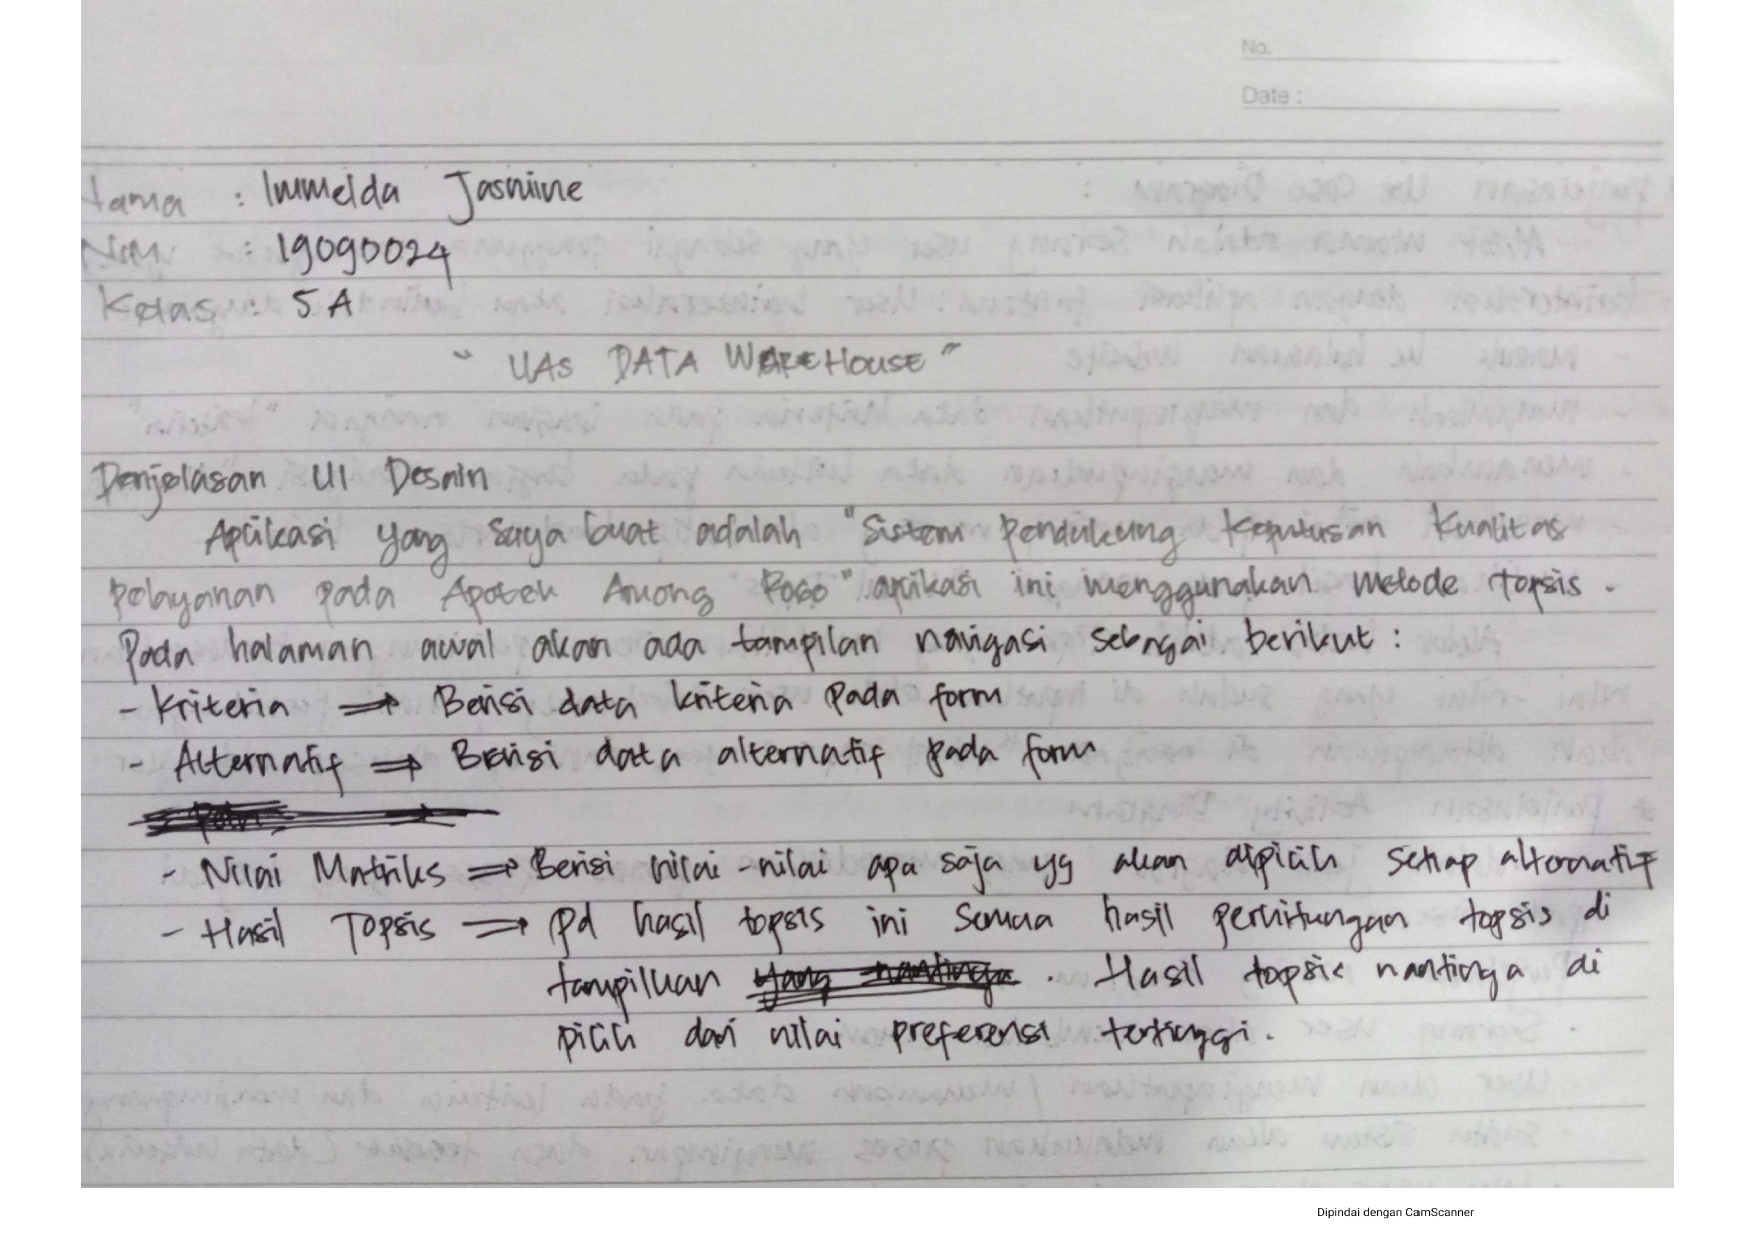 No.
Date :
Nama : Immelda Jasmine
NIM : 19090024
Kelas : 5 A
" UAS DATA WAREHOUSE "
Penjelasan UI Desain
Aplikasi yang saya buat adalah "Sistem Pendukung Keputusan Kualitas
Pelayanan pada Apotek Among Roso" aplikasi ini menggunakan metode topsis .
Pada halaman awal akan ada tampilan navigasi sebagai berikut :
- Kriteria ⇒ Berisi data kriteria pada form
- Alternatif ⇒ Berisi data alternatif pada form
- Nilai Matriks ⇒ Berisi nilai-nilai apa saja yg akan dipilih setiap alternatif
- Hasil Topsis ⇒ Pd hasil topsis ini semua hasil perhitungan topsis di
tampilkan . Hasil topsis nantinya di
pilih dari nilai preferensi tertinggi.
Dipindai dengan CamScanner